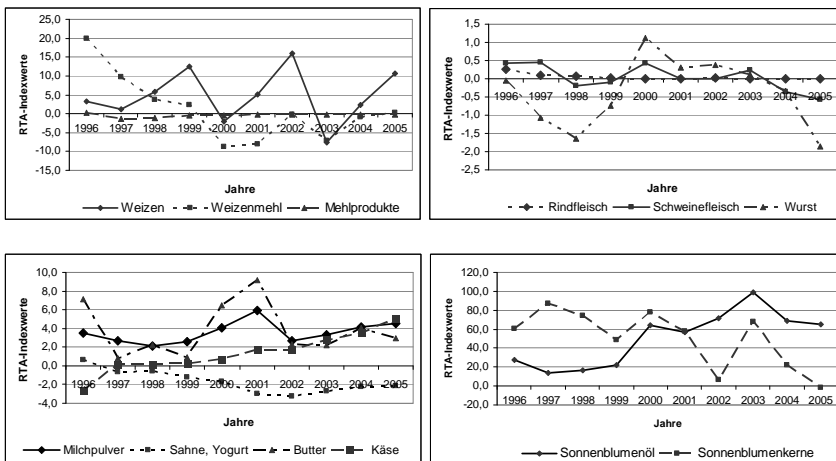 25,0
20,0
15,0
10,0
5,0
0,0
-5,0
-10,0
-15,0
RTA-Indexwerte
1996 1997 1998 1999 2000 2001 2002 2003 2004 2005
Jahre
Weizen Weizenmehl Mehlprodukte
1,5
1,0
0,5
0,0
-0,5
-1,0
-1,5
-2,0
-2,5
RTA-Indexwerte
1996 1997 1998 1999 2000 2001 2002 2003 2004 2005
Jahre
Rindfleisch Schweinefleisch Wurst
10,0
8,0
6,0
4,0
2,0
0,0
-2,0
-4,0
RTA-Indexwerte
1996 1997 1998 1999 2000 2001 2002 2003 2004 2005
Jahre
Milchpulver Sahne, Yogurt Butter Käse
120,0
100,0
80,0
60,0
40,0
20,0
0,0
-20,0
RTA-Indexwerte
1996 1997 1998 1999 2000 2001 2002 2003 2004 2005
Jahre
Sonnenblumenöl Sonnenblumenkerne